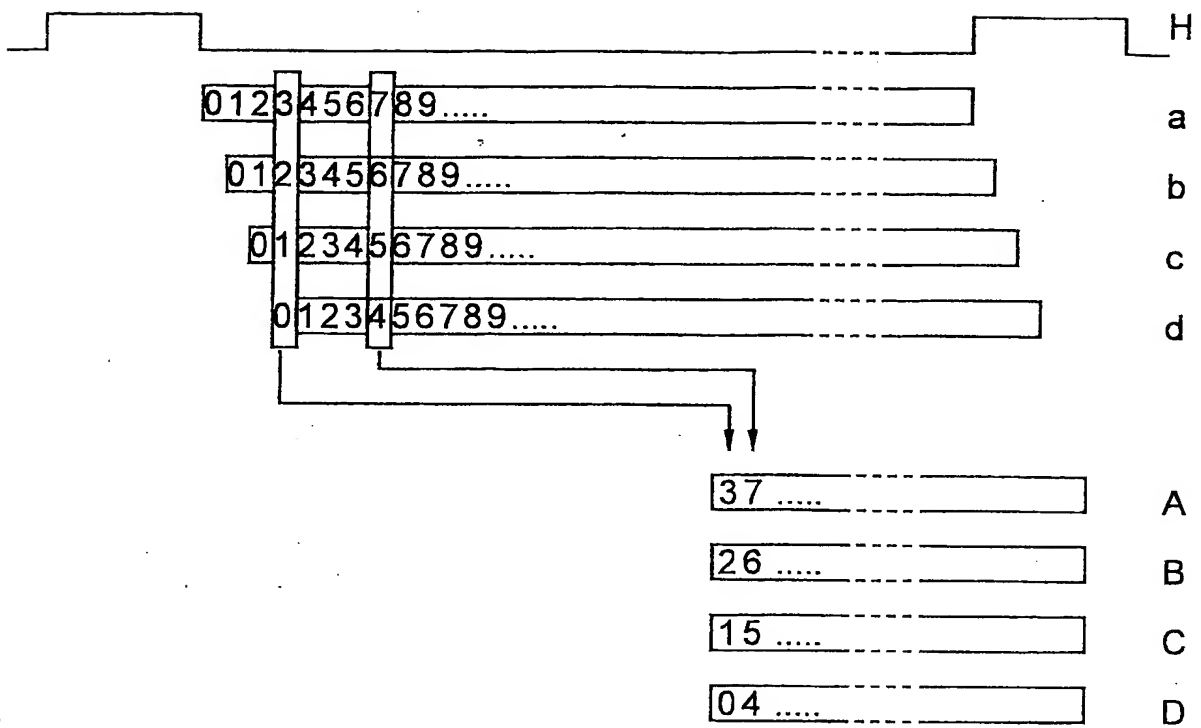 H
0123456789..... a
0123456789..... b
0123456789..... c
0123456789..... d
37 ..... A
26 ..... B
15 ..... C
04 ..... D